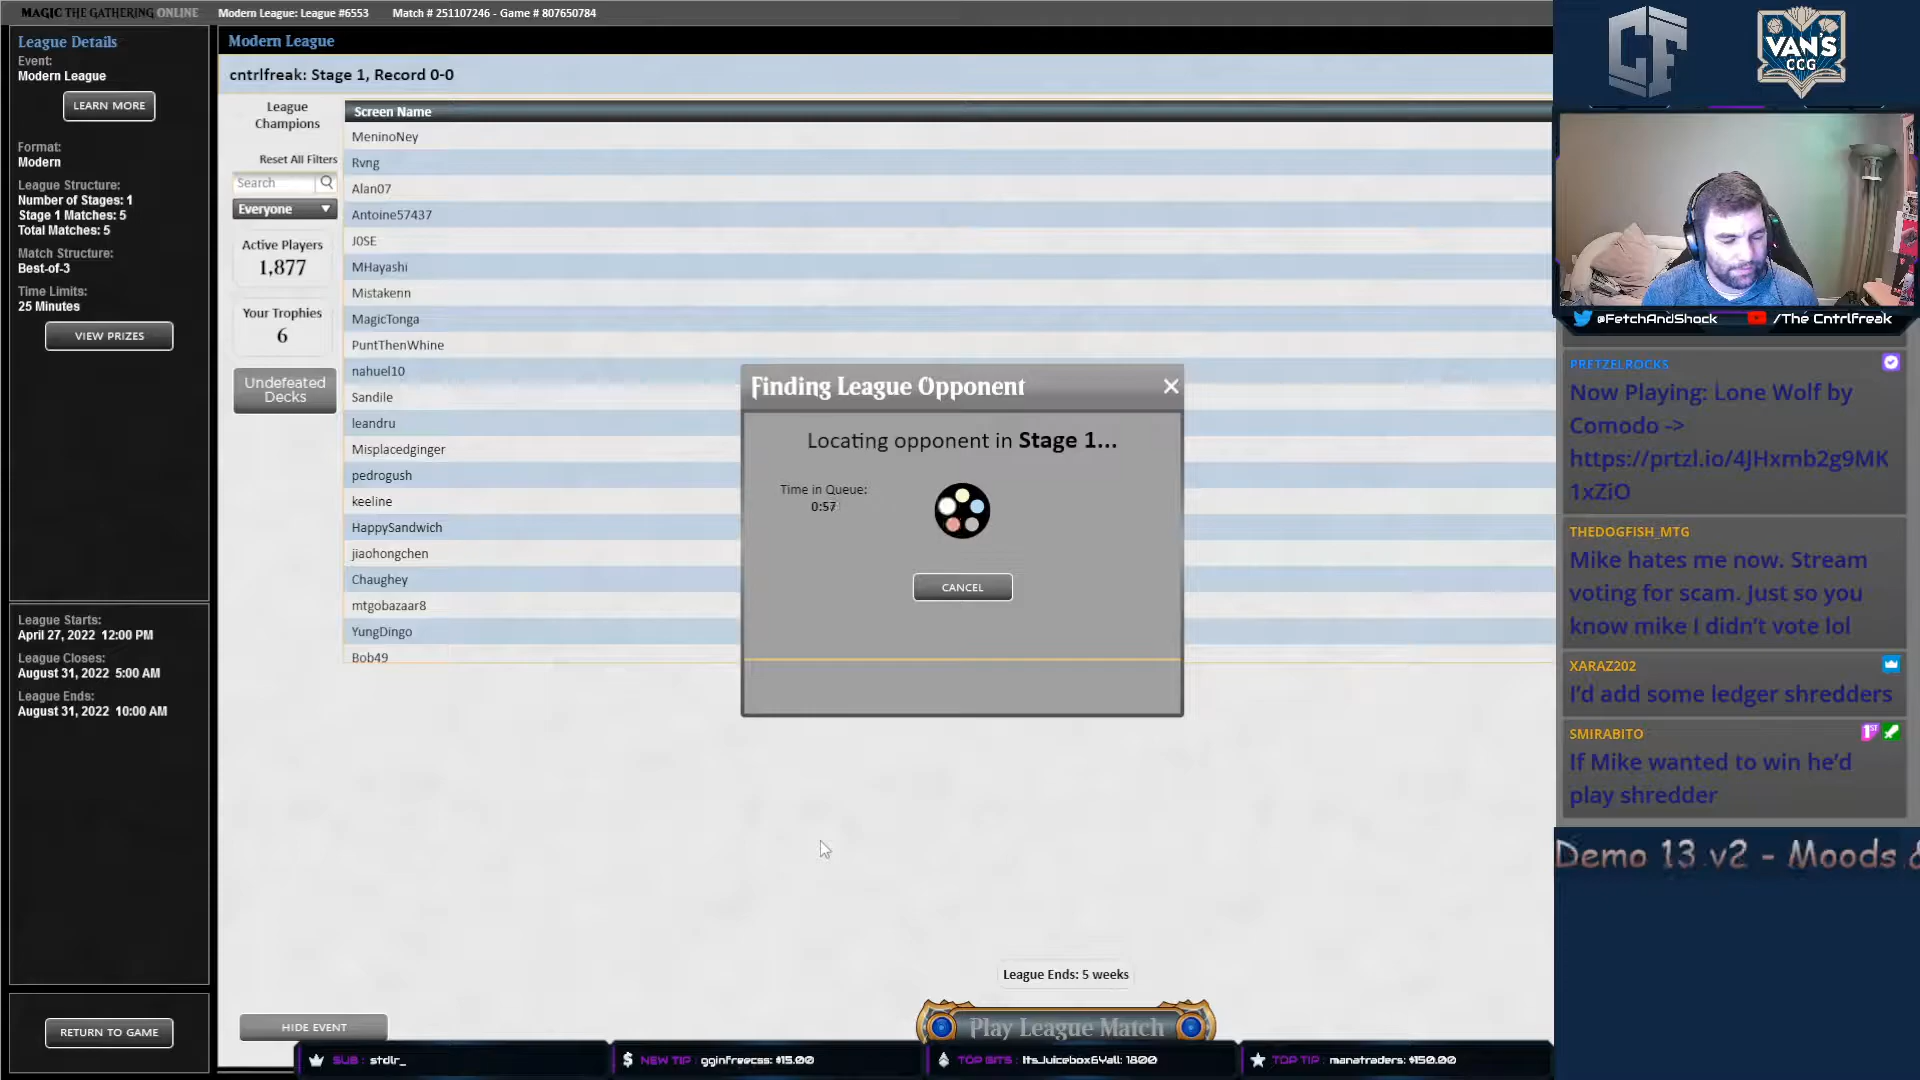 MAGIC THE GATHERING ONLINE
Modern League: League #6553
Match # 251107246 - Game # 807650784
League Details
Event:
Modern League
LEARN MORE
Format:
Modern
League Structure:
Number of Stages: 1
Stage 1 Matches: 5
Total Matches: 5
Match Structure:
Best-of-3
Time Limits:
25 Minutes
VIEW PRIZES
League Starts:
April 27, 2022 12:00 PM
League Closes:
August 31, 2022 5:00 AM
League Ends:
August 31, 2022 10:00 AM
RETURN TO GAME
Modern League
cntrlfreak: Stage 1, Record 0-0
League
Champions
Reset All Filters
Search
Everyone
Active Players
1,877
Your Trophies
6
Undefeated
Decks
Screen Name
MeninoNey
Rvng
Alan07
Antoine57437
J0SE
MHayashi
Mistakenn
MagicTonga
PuntThenWhine
nahuel10
Sandile
leandru
Misplacedginger
pedrogush
keeline
HappySandwich
jiaohongchen
Chaughey
mtgobazaar8
YungDingo
Bob49
Finding League Opponent
Locating opponent in Stage 1...
Time in Queue:
0:57
CANCEL
League Ends: 5 weeks
Play League Match
HIDE EVENT
SUB : stdlr_
NEW TIP : gginfreecss: $15.00
TOP BITS : ItsJuicebox6Yall: 1800
TOP TIP : manatraders: $150.00
CF
VAN'S
CCG
@FetchAndShock
/The Cntrlfreak
PRETZELROCKS
Now Playing: Lone Wolf by
Comodo ->
https://prtzl.io/4JHxmb2g9MK
1xZiO
THEDOGFISH_MTG
Mike hates me now. Stream
voting for scam. Just so you
know mike I didn't vote lol
XARAZ202
I'd add some ledger shredders
SMIRABITO
1ST
If Mike wanted to win he'd
play shredder
Demo 13 v2 - Moods &